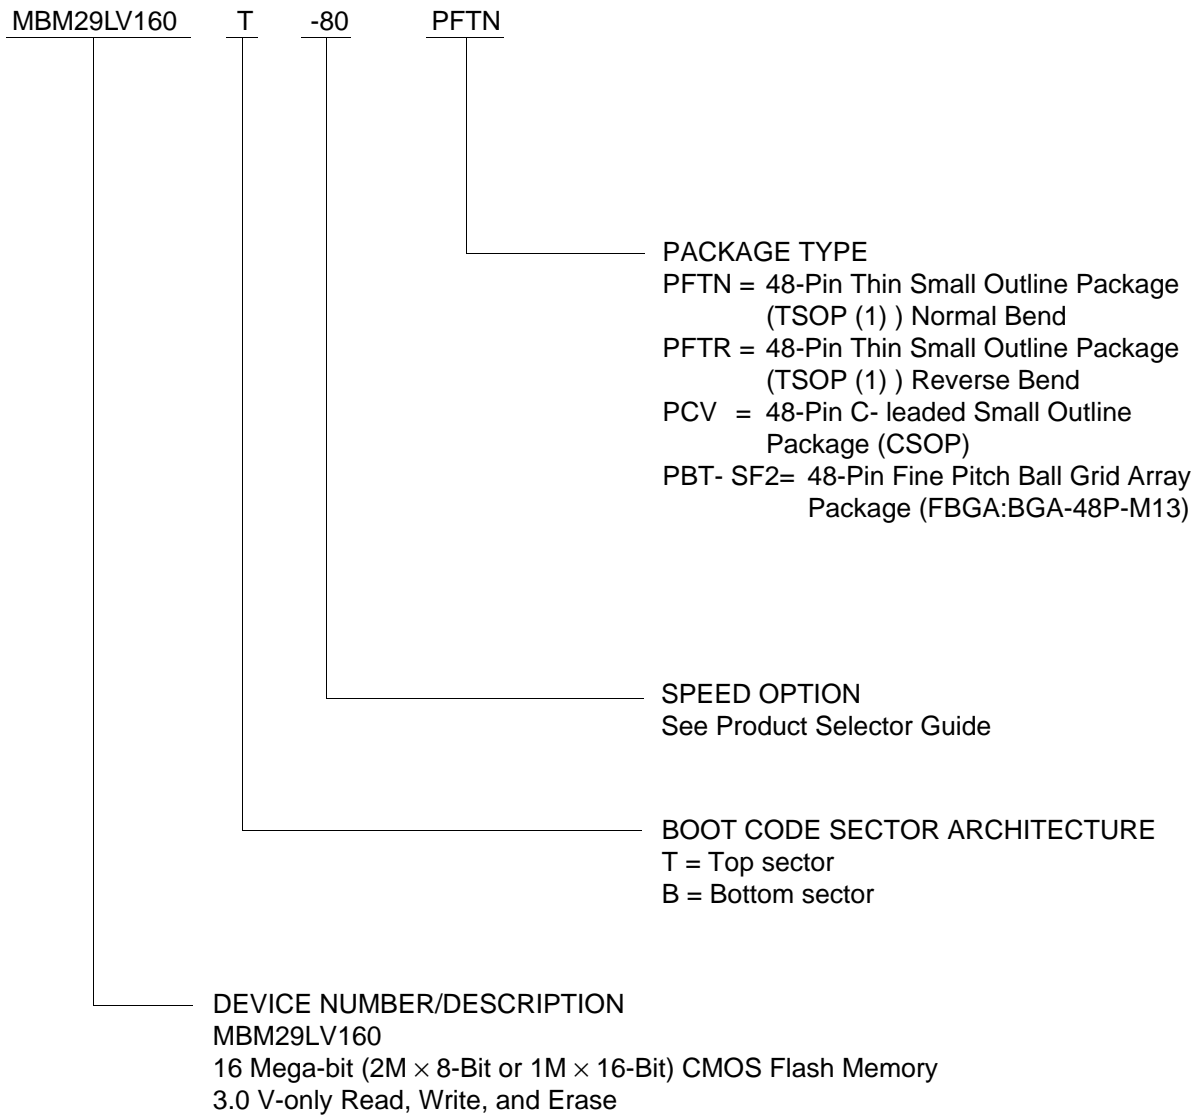 MBM29LV160 T -80 PFTN
PACKAGE TYPE
PFTN = 48-Pin Thin Small Outline Package
(TSOP (1) ) Normal Bend
PFTR = 48-Pin Thin Small Outline Package
(TSOP (1) ) Reverse Bend
PCV = 48-Pin C- leaded Small Outline
Package (CSOP)
PBT- SF2= 48-Pin Fine Pitch Ball Grid Array
Package (FBGA:BGA-48P-M13)
SPEED OPTION
See Product Selector Guide
BOOT CODE SECTOR ARCHITECTURE
T = Top sector
B = Bottom sector
DEVICE NUMBER/DESCRIPTION
MBM29LV160
16 Mega-bit (2M × 8-Bit or 1M × 16-Bit) CMOS Flash Memory
3.0 V-only Read, Write, and Erase